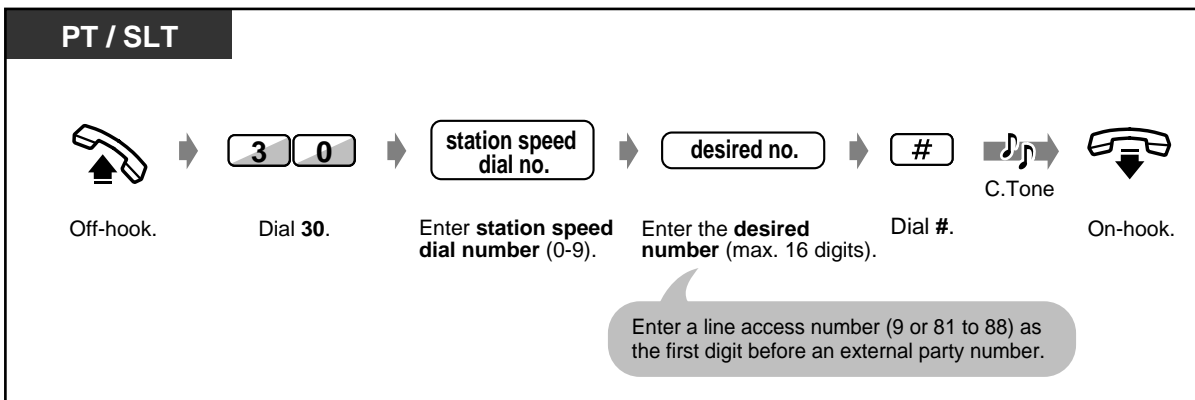 PT / SLT
3 0
station speed
dial no.
desired no.
#
C.Tone
Off-hook.
Dial 30.
Enter station speed
dial number (0-9).
Enter the desired
number (max. 16 digits).
Dial #.
On-hook.
Enter a line access number (9 or 81 to 88) as
the first digit before an external party number.